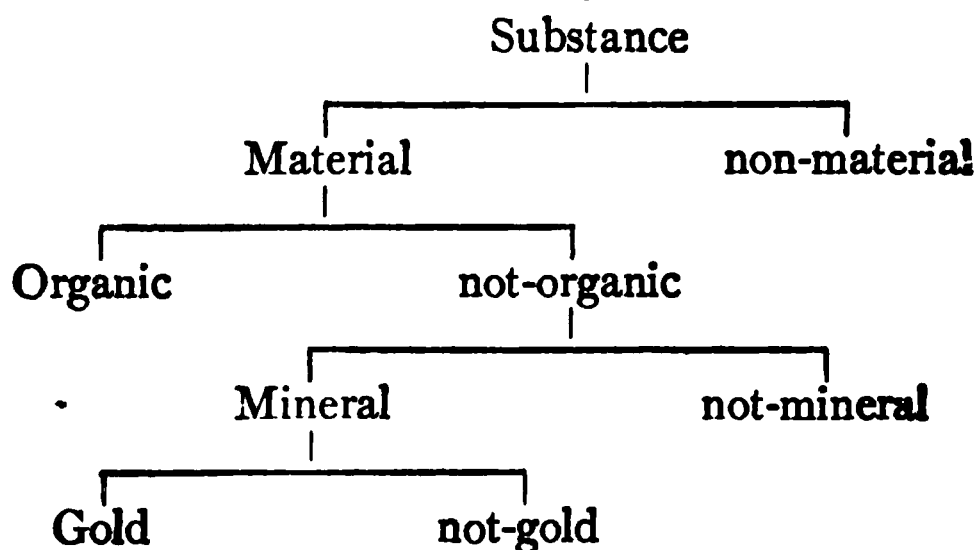 Substance
Material non-material
Organic not-organic
Mineral not-mineral
Gold not-gold